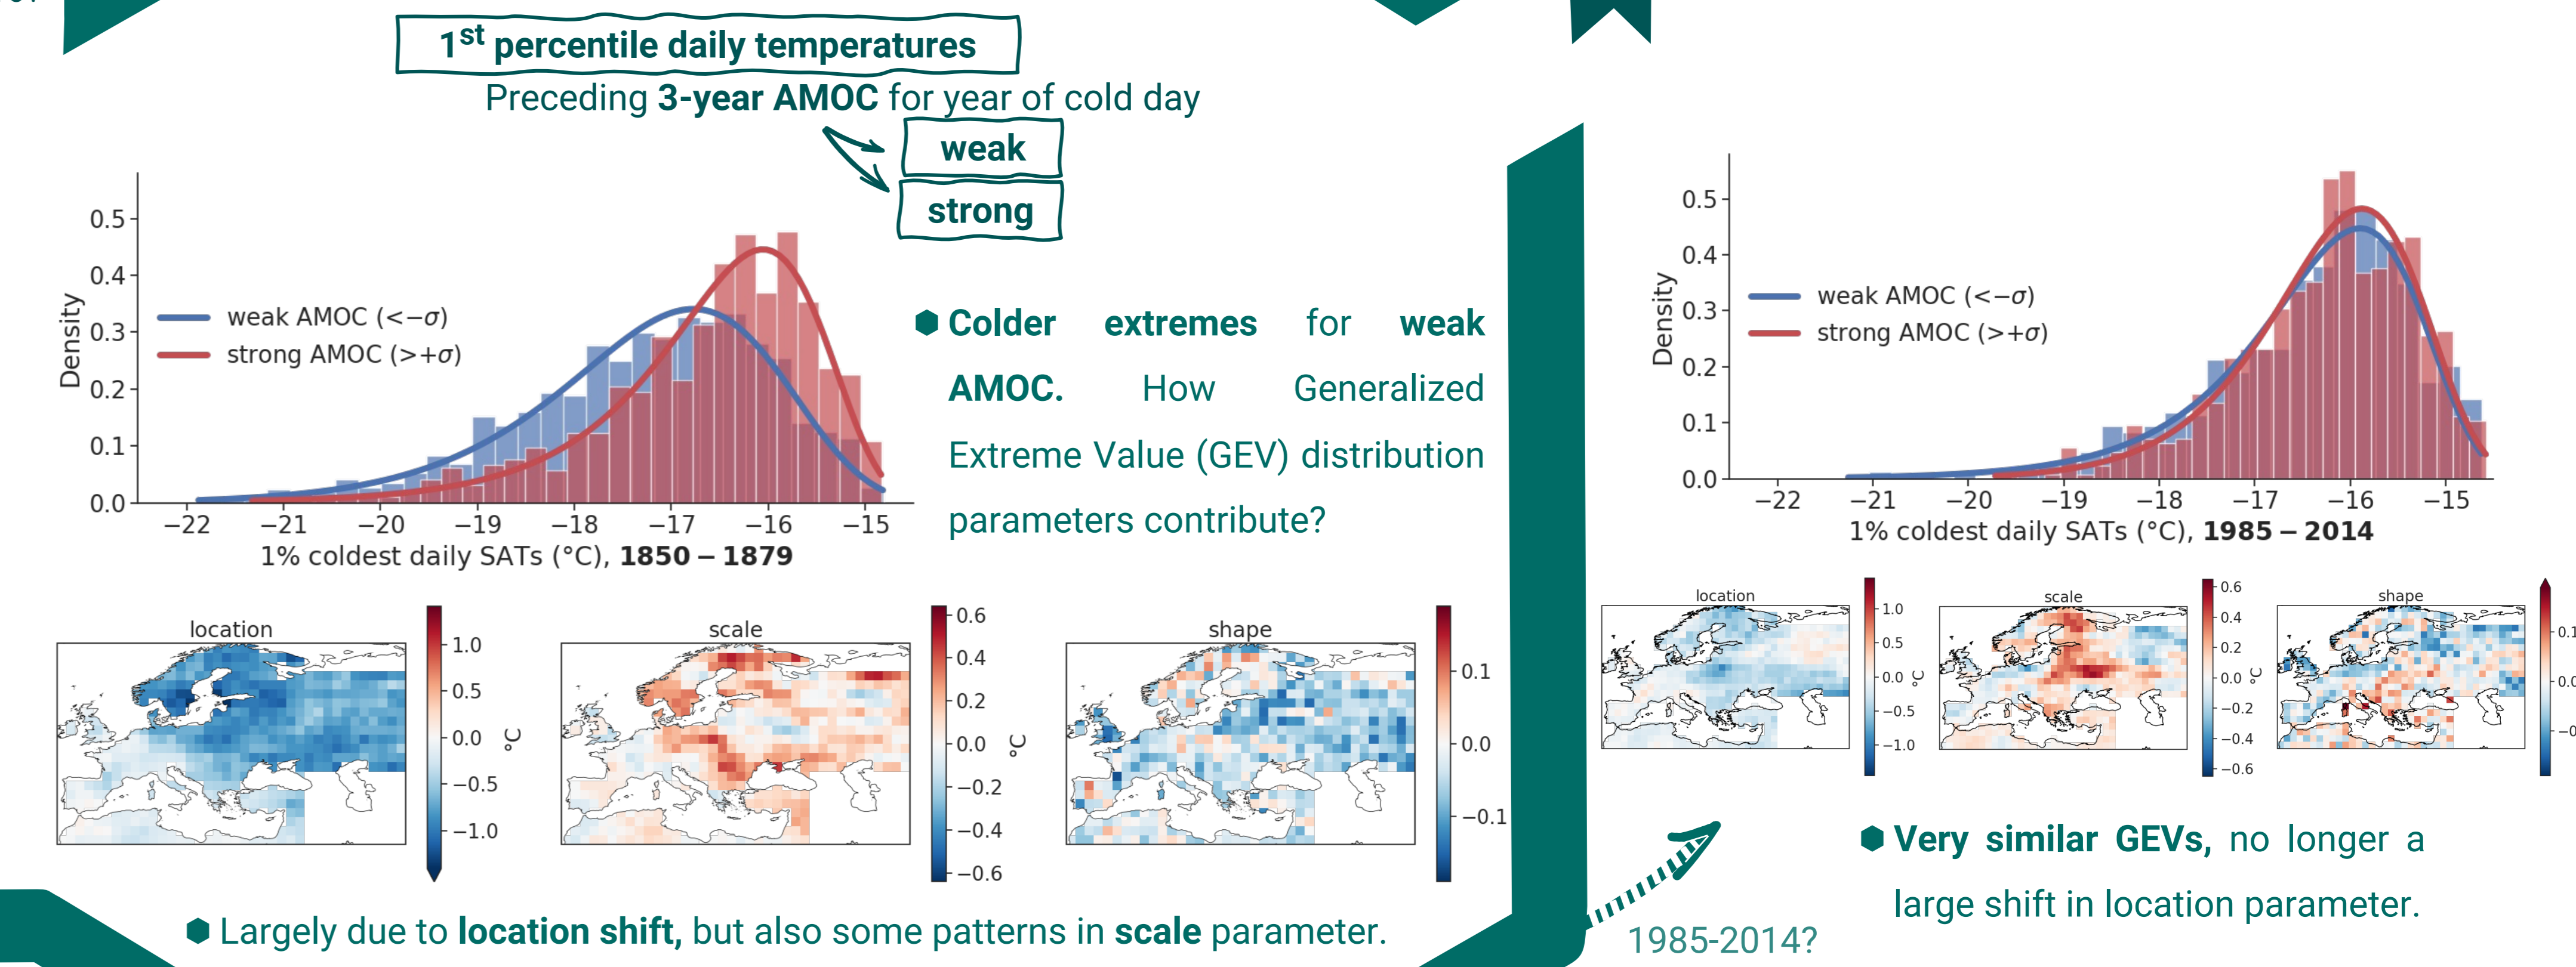 1st percentile daily temperatures
Preceding 3-year AMOC for year of cold day
weak
strong
0.5
0.4
0.3
0.2
0.1
0.0
Density
weak AMOC (<−σ)
strong AMOC (>+σ)
−22 −21 −20 −19 −18 −17 −16 −15
1% coldest daily SATs (°C), 1850 – 1879
Colder extremes for weak
AMOC. How Generalized
Extreme Value (GEV) distribution
parameters contribute?
location
1.0
0.5
0.0
−0.5
−1.0
°C
scale
0.6
0.4
0.2
0.0
−0.2
−0.4
−0.6
°C
shape
0.1
0.0
−0.1
Largely due to location shift, but also some patterns in scale parameter.
0.5
0.4
0.3
0.2
0.1
0.0
Density
weak AMOC (<−σ)
strong AMOC (>+σ)
−22 −21 −20 −19 −18 −17 −16 −15
1% coldest daily SATs (°C), 1985 – 2014
location
1.0
0.5
0.0
−0.5
−1.0
°C
scale
0.6
0.4
0.2
0.0
−0.2
−0.4
−0.6
°C
shape
Very similar GEVs, no longer a
large shift in location parameter.
1985-2014?